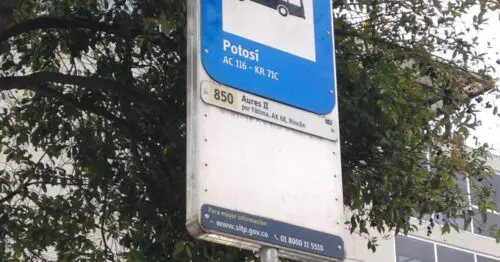 Potosí
AC 116 - KR 71C
850 Aures II
por Fátima, AK 68, Rincón
Para mayor información:
www.sitp.gov.co 01 8000 11 5510